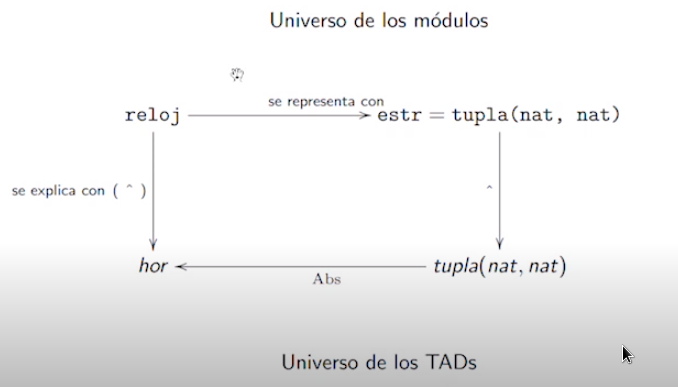 Universo de los módulos
se representa con
reloj
estr = tupla(nat, nat)
se explica con ( ^ )
^
hor
tupla(nat, nat)
Abs
Universo de los TADs